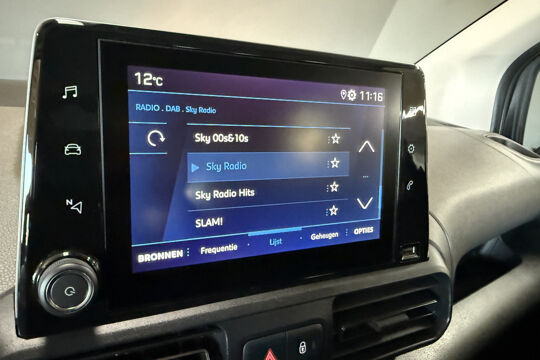 12°C
11:16
RADIO . DAB . Sky Radio
Sky 00s&10s
Sky Radio
Sky Radio Hits
SLAM!
BRONNEN Frequentie Lijst Geheugen OPTIES
N